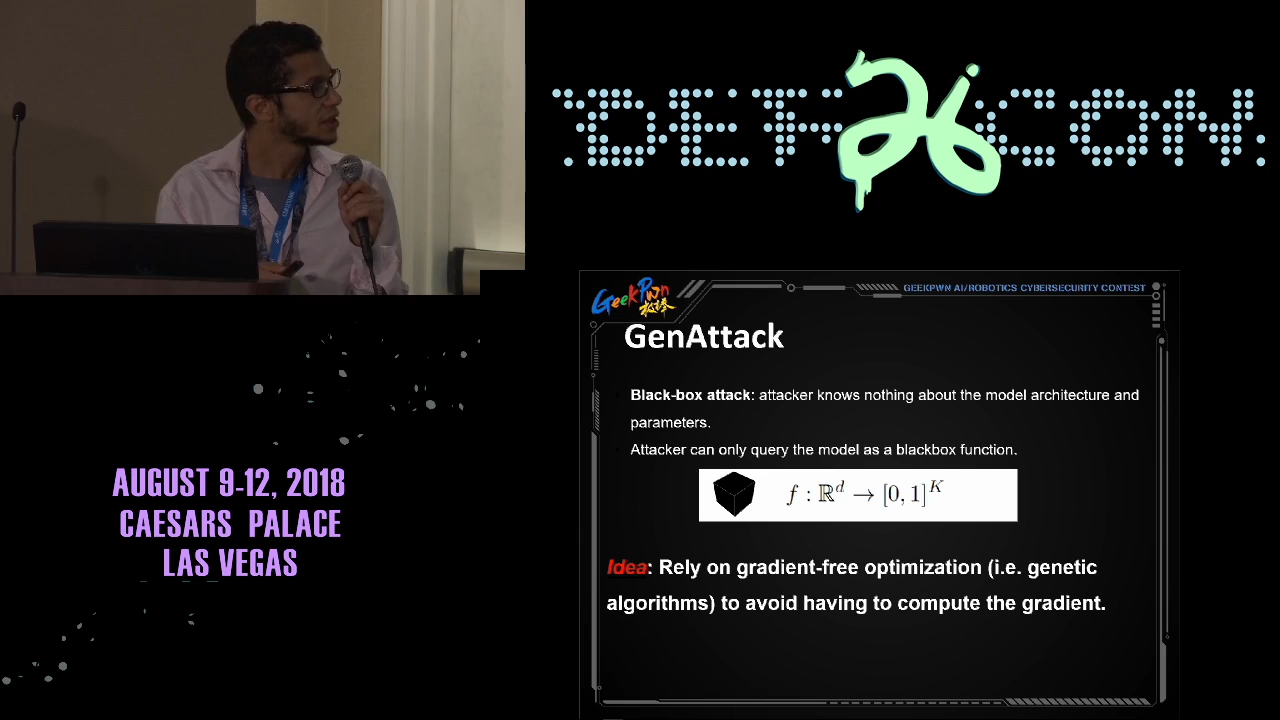 DEF CON
26
AUGUST 9-12, 2018
CAESARS PALACE
LAS VEGAS
GeekPwn
GEEKPWN AI/ROBOTICS CYBERSECURITY CONTEST
GenAttack
Black-box attack: attacker knows nothing about the model architecture and
parameters.
Attacker can only query the model as a blackbox function.
f : ℝ^d → [0, 1]^K
Idea: Rely on gradient-free optimization (i.e. genetic
algorithms) to avoid having to compute the gradient.